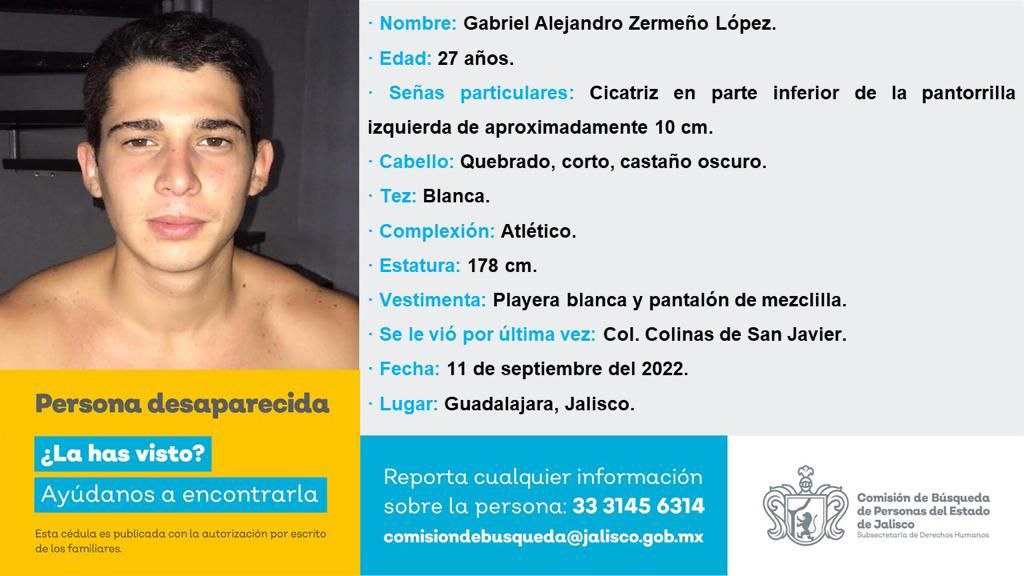 Persona desaparecida
¿La has visto?
Ayúdanos a encontrarla
Esta cédula es publicada con la autorización por escrito
de los familiares.
· Nombre: Gabriel Alejandro Zermeño López.
· Edad: 27 años.
· Señas particulares: Cicatriz en parte inferior de la pantorrilla
izquierda de aproximadamente 10 cm.
· Cabello: Quebrado, corto, castaño oscuro.
· Tez: Blanca.
· Complexión: Atlético.
· Estatura: 178 cm.
· Vestimenta: Playera blanca y pantalón de mezclilla.
· Se le vió por última vez: Col. Colinas de San Javier.
· Fecha: 11 de septiembre del 2022.
· Lugar: Guadalajara, Jalisco.
Reporta cualquier información
sobre la persona: 33 3145 6314
comisiondebusqueda@jalisco.gob.mx
Comisión de Búsqueda
de Personas del Estado
de Jalisco
Subsecretaría de Derechos Humanos